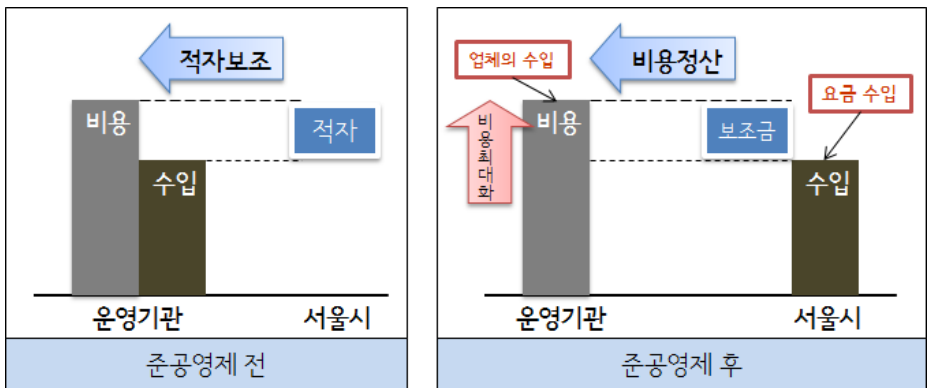 적자보조
비용
수입
적자
운영기관
서울시
준공영제 전
업체의 수입
비용정산
요금 수입
비용최대화
비용
보조금
수입
운영기관
서울시
준공영제 후